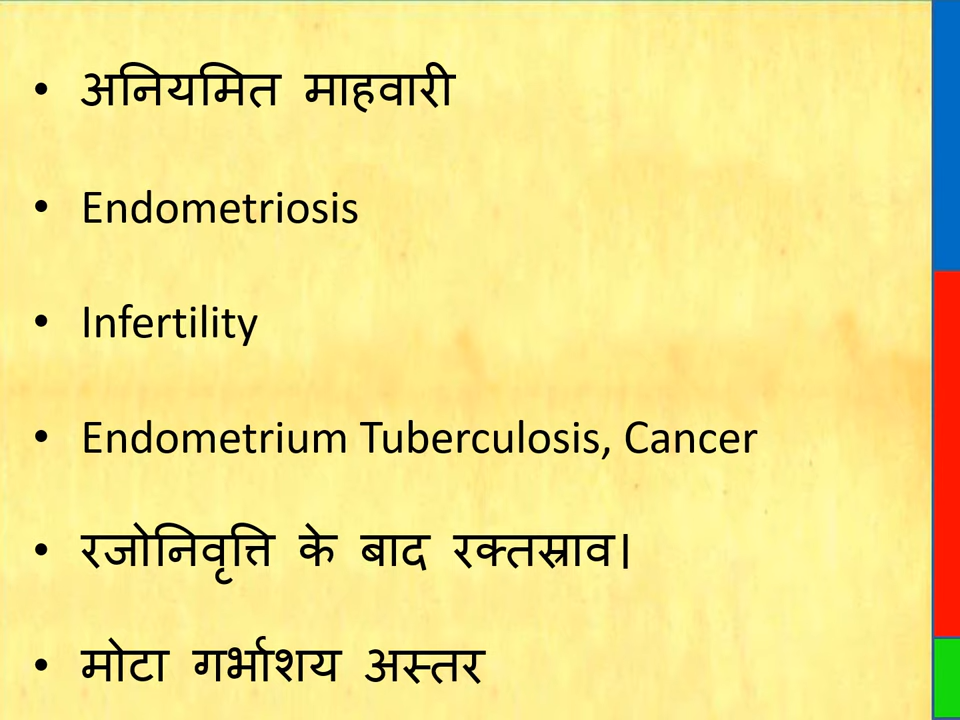 • अनियमित माहवारी
• Endometriosis
• Infertility
• Endometrium Tuberculosis, Cancer
• रजोनिवृत्ति के बाद रक्तस्राव।
• मोटा गर्भाशय अस्तर